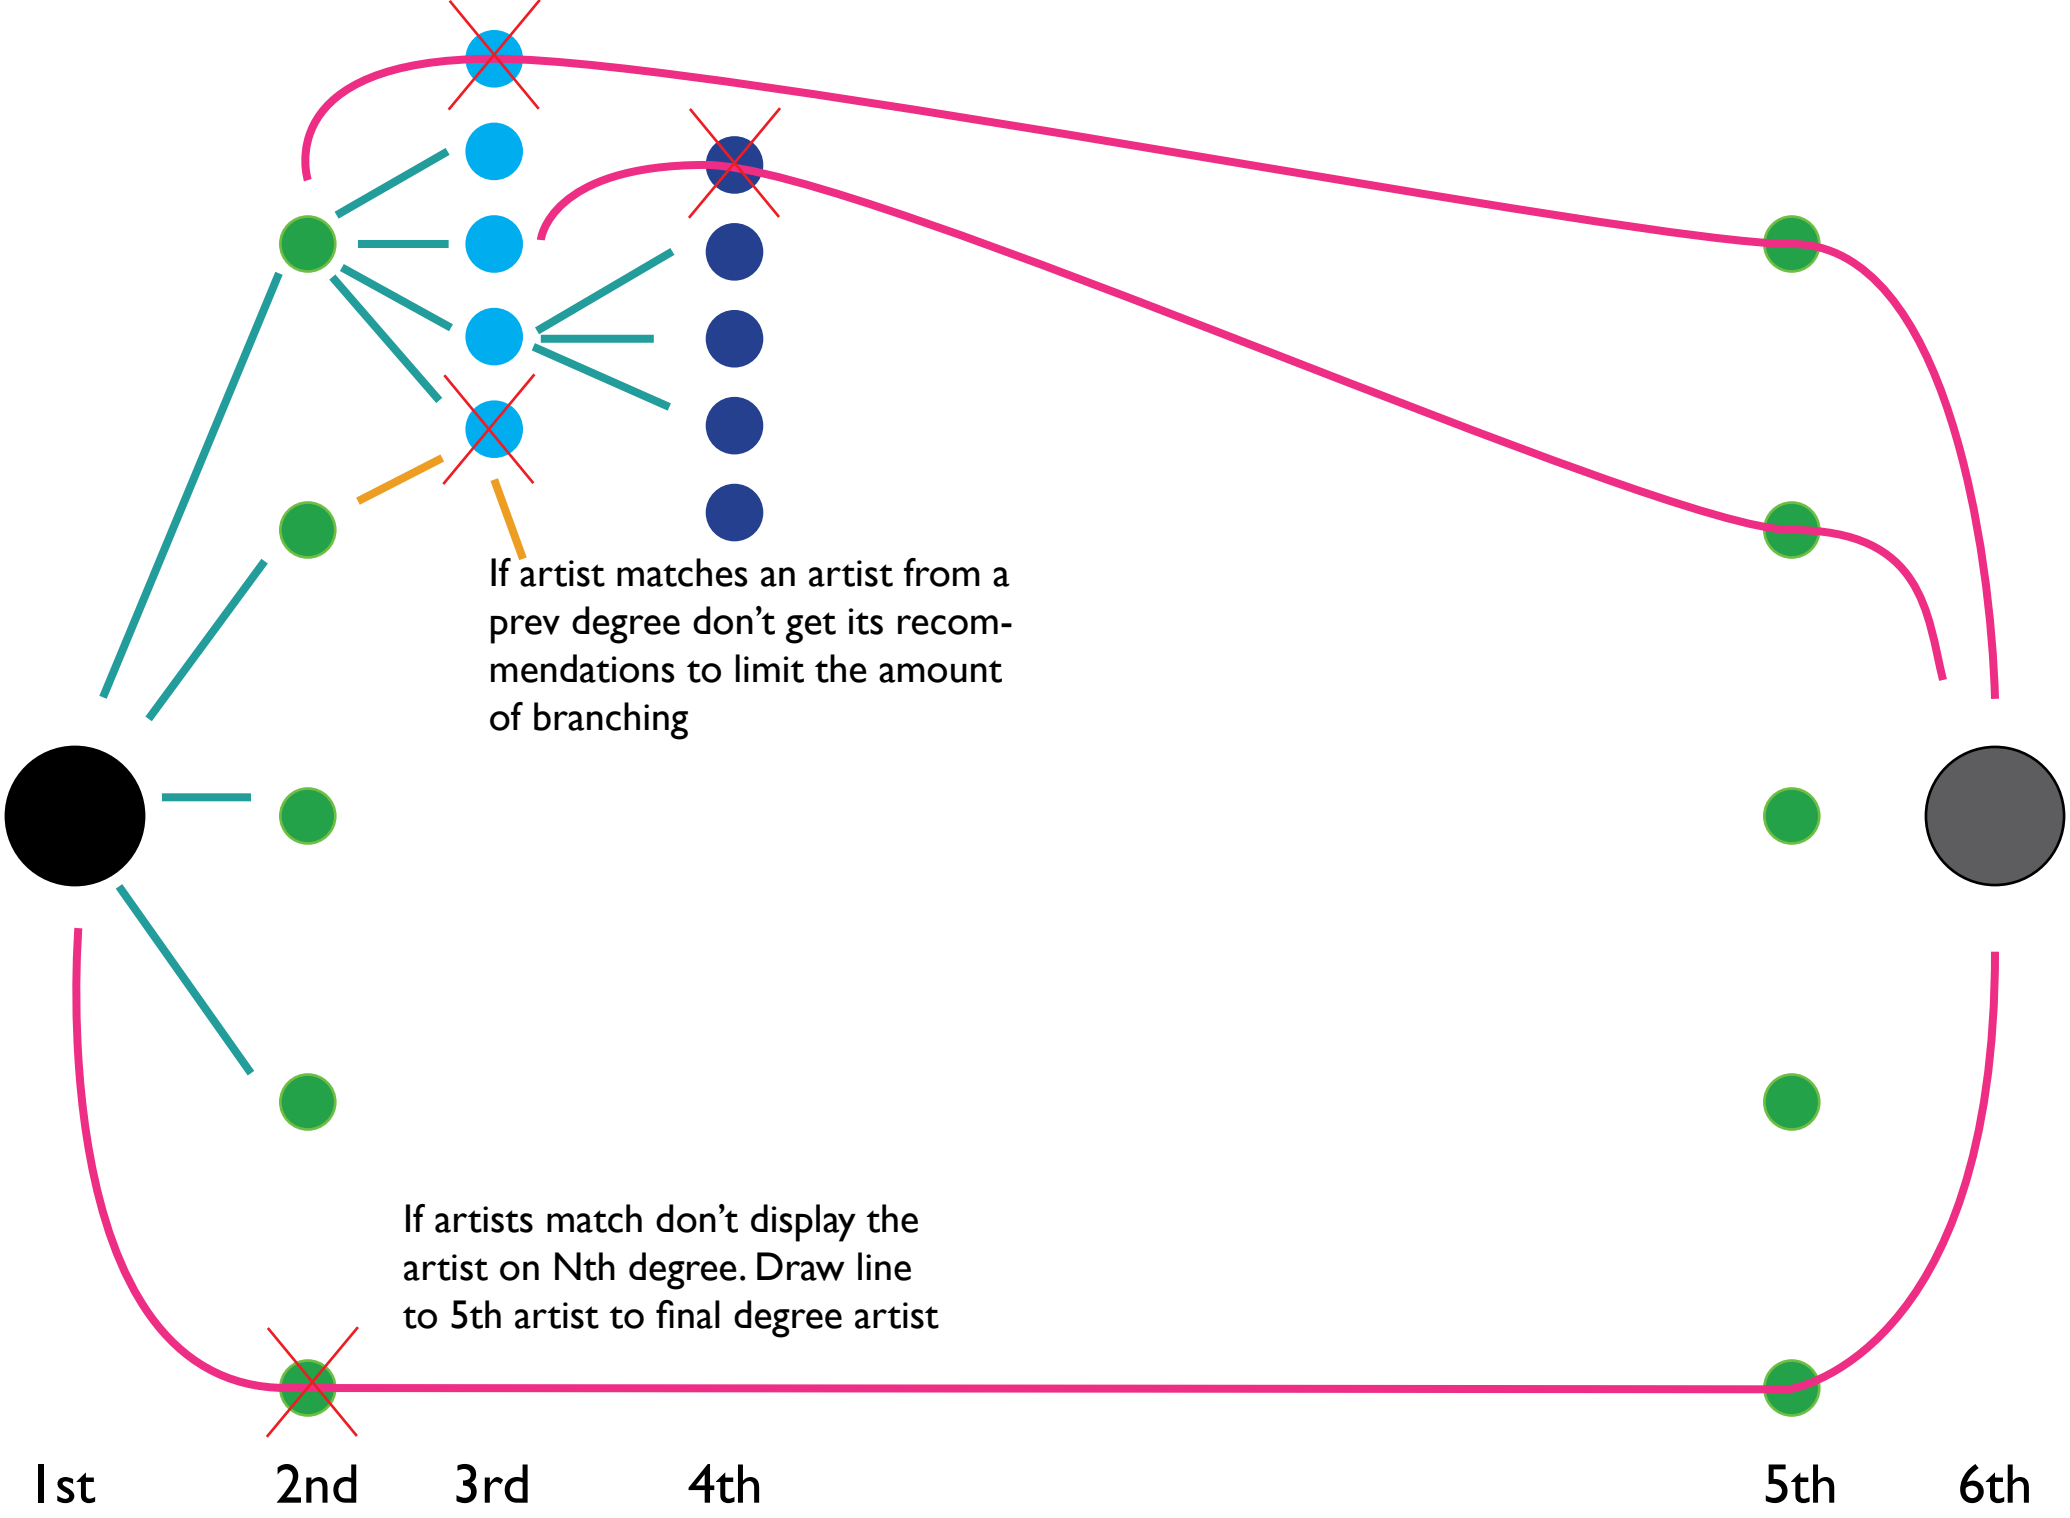 If artist matches an artist from a
prev degree don’t get its recom-
mendations to limit the amount
of branching
If artists match don’t display the
artist on Nth degree. Draw line
to 5th artist to final degree artist
1st 2nd 3rd 4th 5th 6th